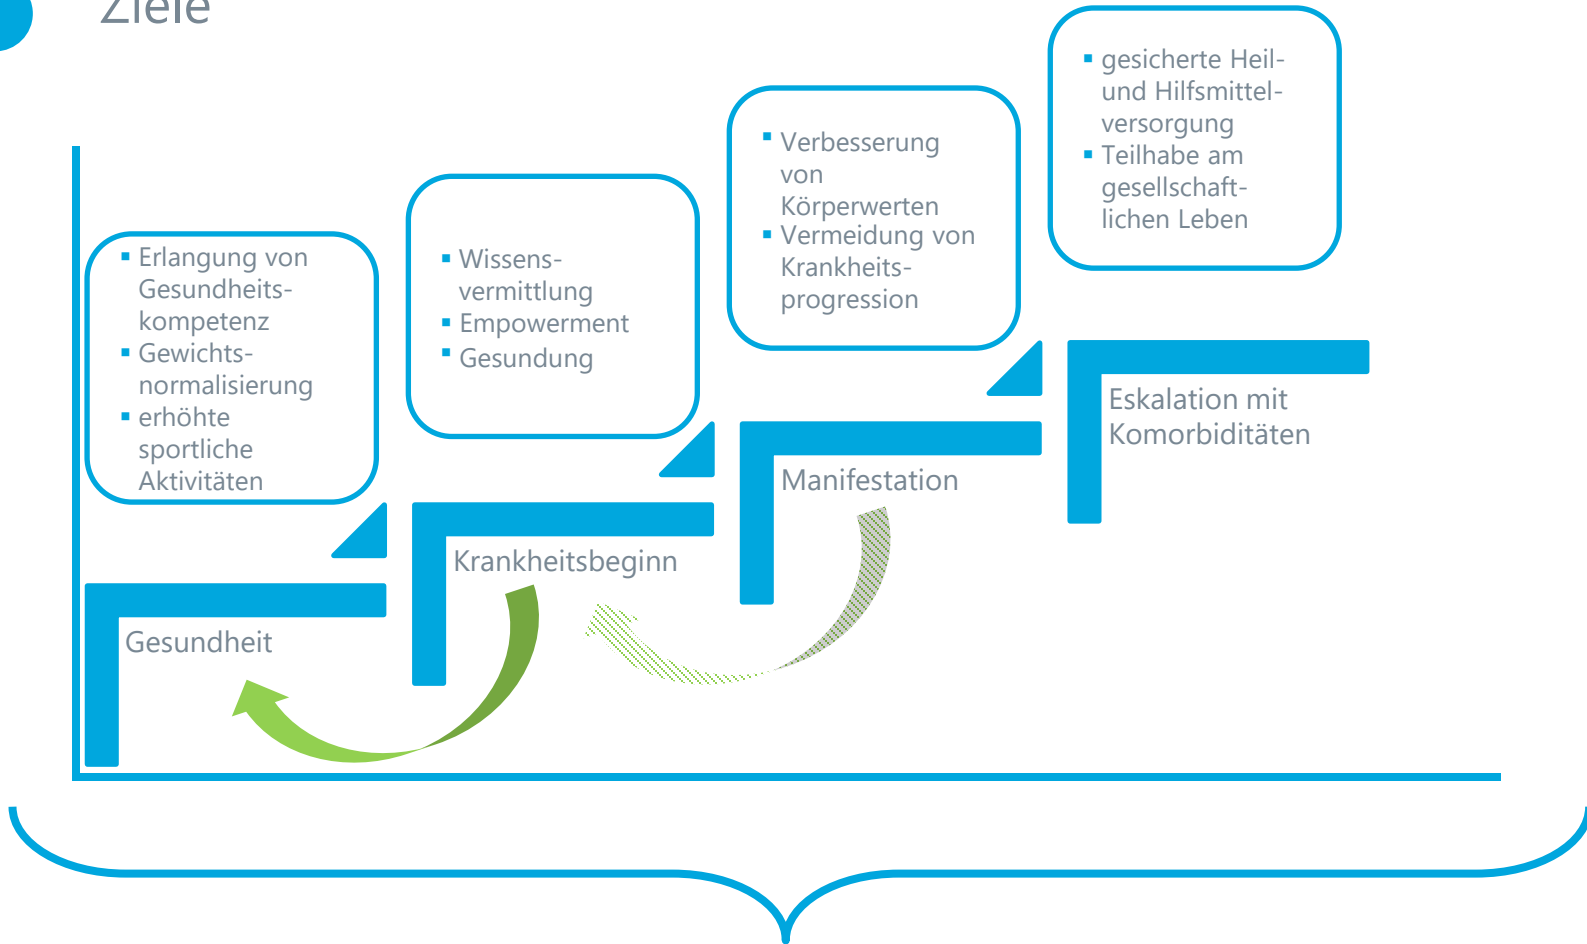 Ziele
▪ Erlangung von
Gesundheits-
kompetenz
▪ Gewichts-
normalisierung
▪ erhöhte
sportliche
Aktivitäten
Gesundheit
▪ Wissens-
vermittlung
▪ Empowerment
▪ Gesundung
Krankheitsbeginn
▪ Verbesserung
von
Körperwerten
▪ Vermeidung von
Krankheits-
progression
Manifestation
▪ gesicherte Heil-
und Hilfsmittel-
versorgung
▪ Teilhabe am
gesellschaft-
lichen Leben
Eskalation mit
Komorbiditäten